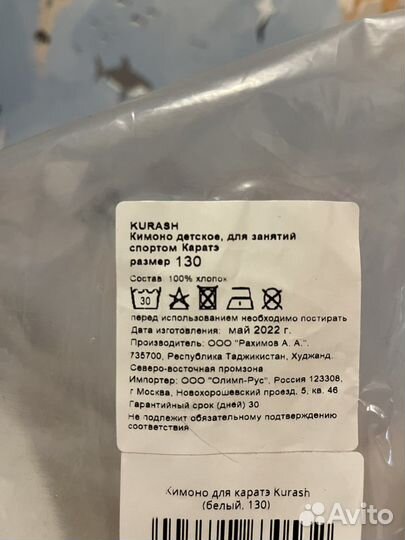 KURASH
Кимоно детское, для занятий
спортом Каратэ
размер 130
Состав 100% хлопок
30
перед использованием необходимо постирать
Дата изготовления: май 2022 г.
Производитель: ООО "Рахимов А. А.".
735700, Республика Таджикистан, Худжанд.
Северо-восточная промзона
Импортер: ООО "Олимп-Рус", Россия 123308,
г Москва, Новохорошевский проезд, 5, кв. 46
Гарантийный срок (дней) 30
Не подлежит обязательному подтверждению
соответствия
Кимоно для каратэ Kurash
(белый, 130)
Avito